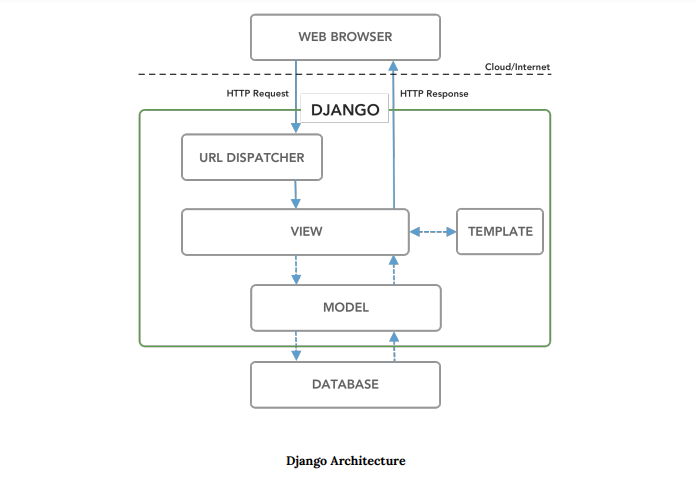 WEB BROWSER
Cloud/Internet
HTTP Request
HTTP Response
DJANGO
URL DISPATCHER
VIEW
TEMPLATE
MODEL
DATABASE
Django Architecture